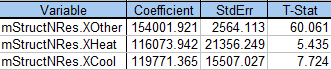 Variable Coefficient StdErr T-Stat
mStructNRes.XOther 154001.921 2564.113 60.061
mStructNRes.XHeat 116073.942 21356.249 5.435
mStructNRes.XCool 119771.365 15507.027 7.724